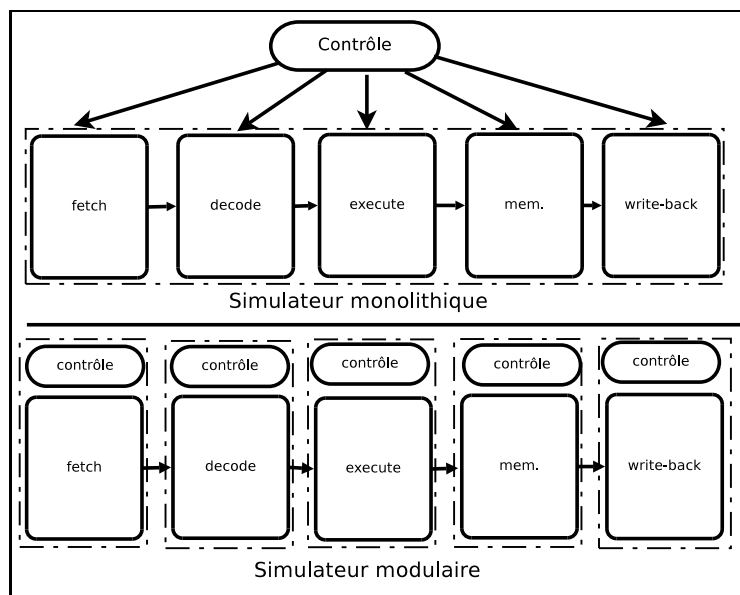 Contrôle
fetch
decode
execute
mem.
write-back
Simulateur monolithique
contrôle
contrôle
contrôle
contrôle
contrôle
fetch
decode
execute
mem.
write-back
Simulateur modulaire